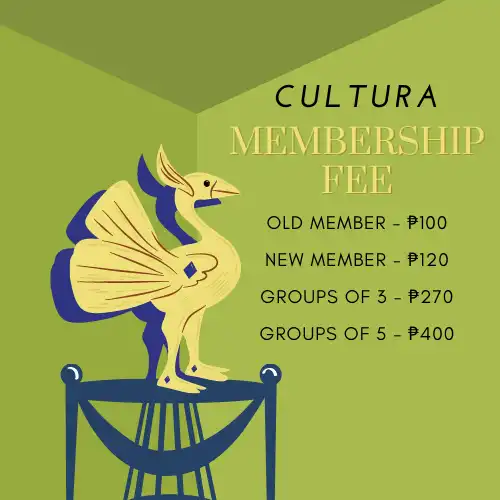 CULTURA
MEMBERSHIP
FEE
OLD MEMBER - ₱100
NEW MEMBER - ₱120
GROUPS OF 3 - ₱270
GROUPS OF 5 - ₱400